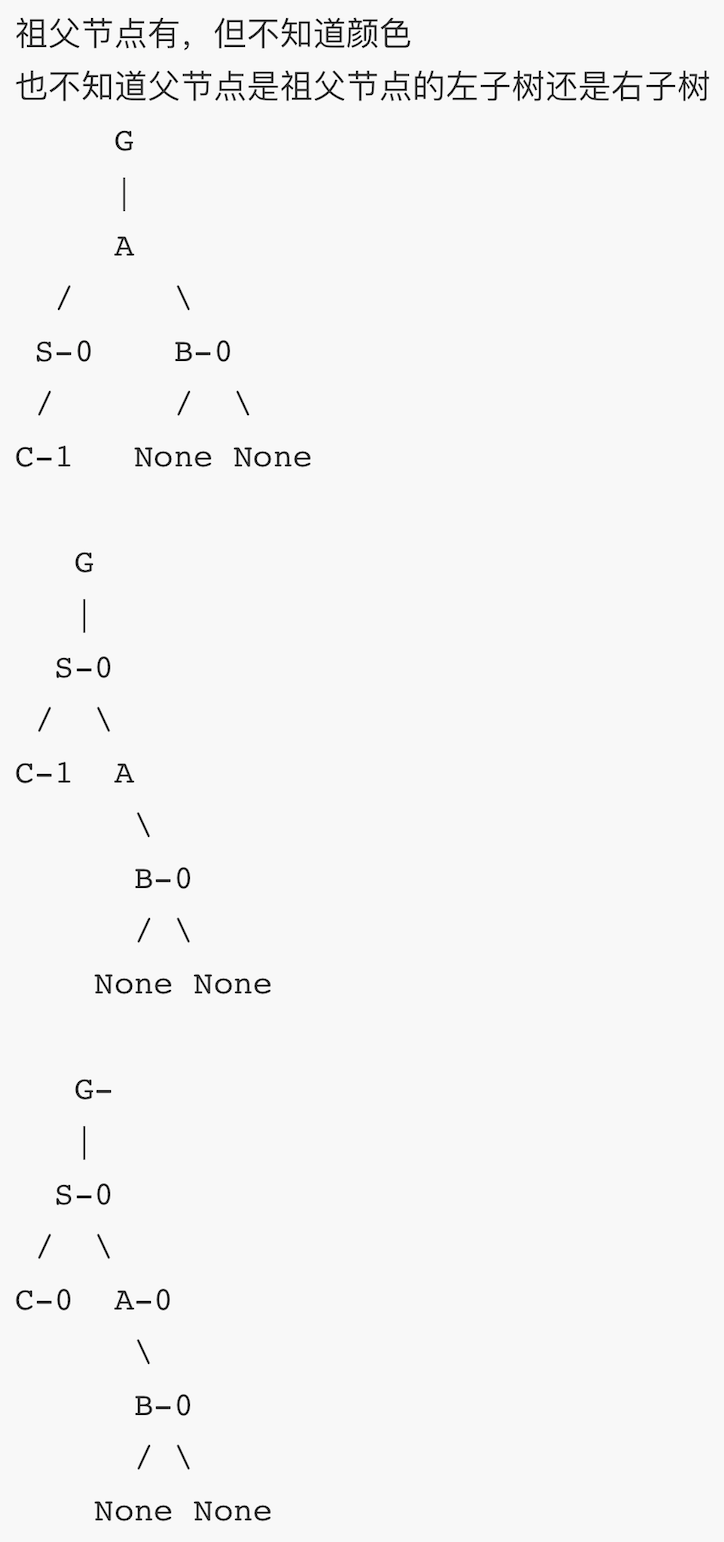 祖父节点有，但不知道颜色
也不知道父节点是祖父节点的左子树还是右子树
G
|
A
/ \
S-0 B-0
/ / \
C-1 None None
G
|
S-0
/ \
C-1 A
\
B-0
/ \
None None
G-
|
S-0
/ \
C-0 A-0
\
B-0
/ \
None None